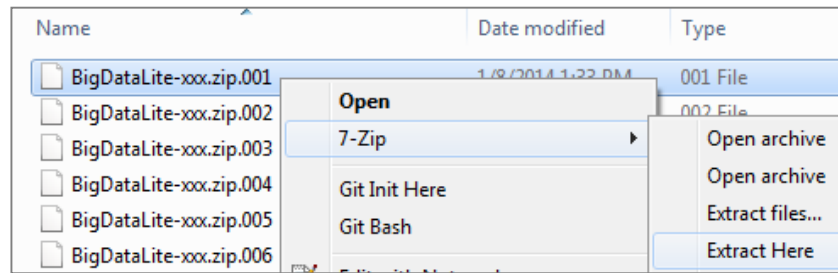 Name Date modified Type
BigDataLite-xxx.zip.001 1/8/2014 1:33 PM 001 File
Open
BigDataLite-xxx.zip.002 002 File
7-Zip Open archive
BigDataLite-xxx.zip.003
BigDataLite-xxx.zip.004 Git Init Here Open archive
BigDataLite-xxx.zip.005 Git Bash Extract files...
BigDataLite-xxx.zip.006 Extract Here